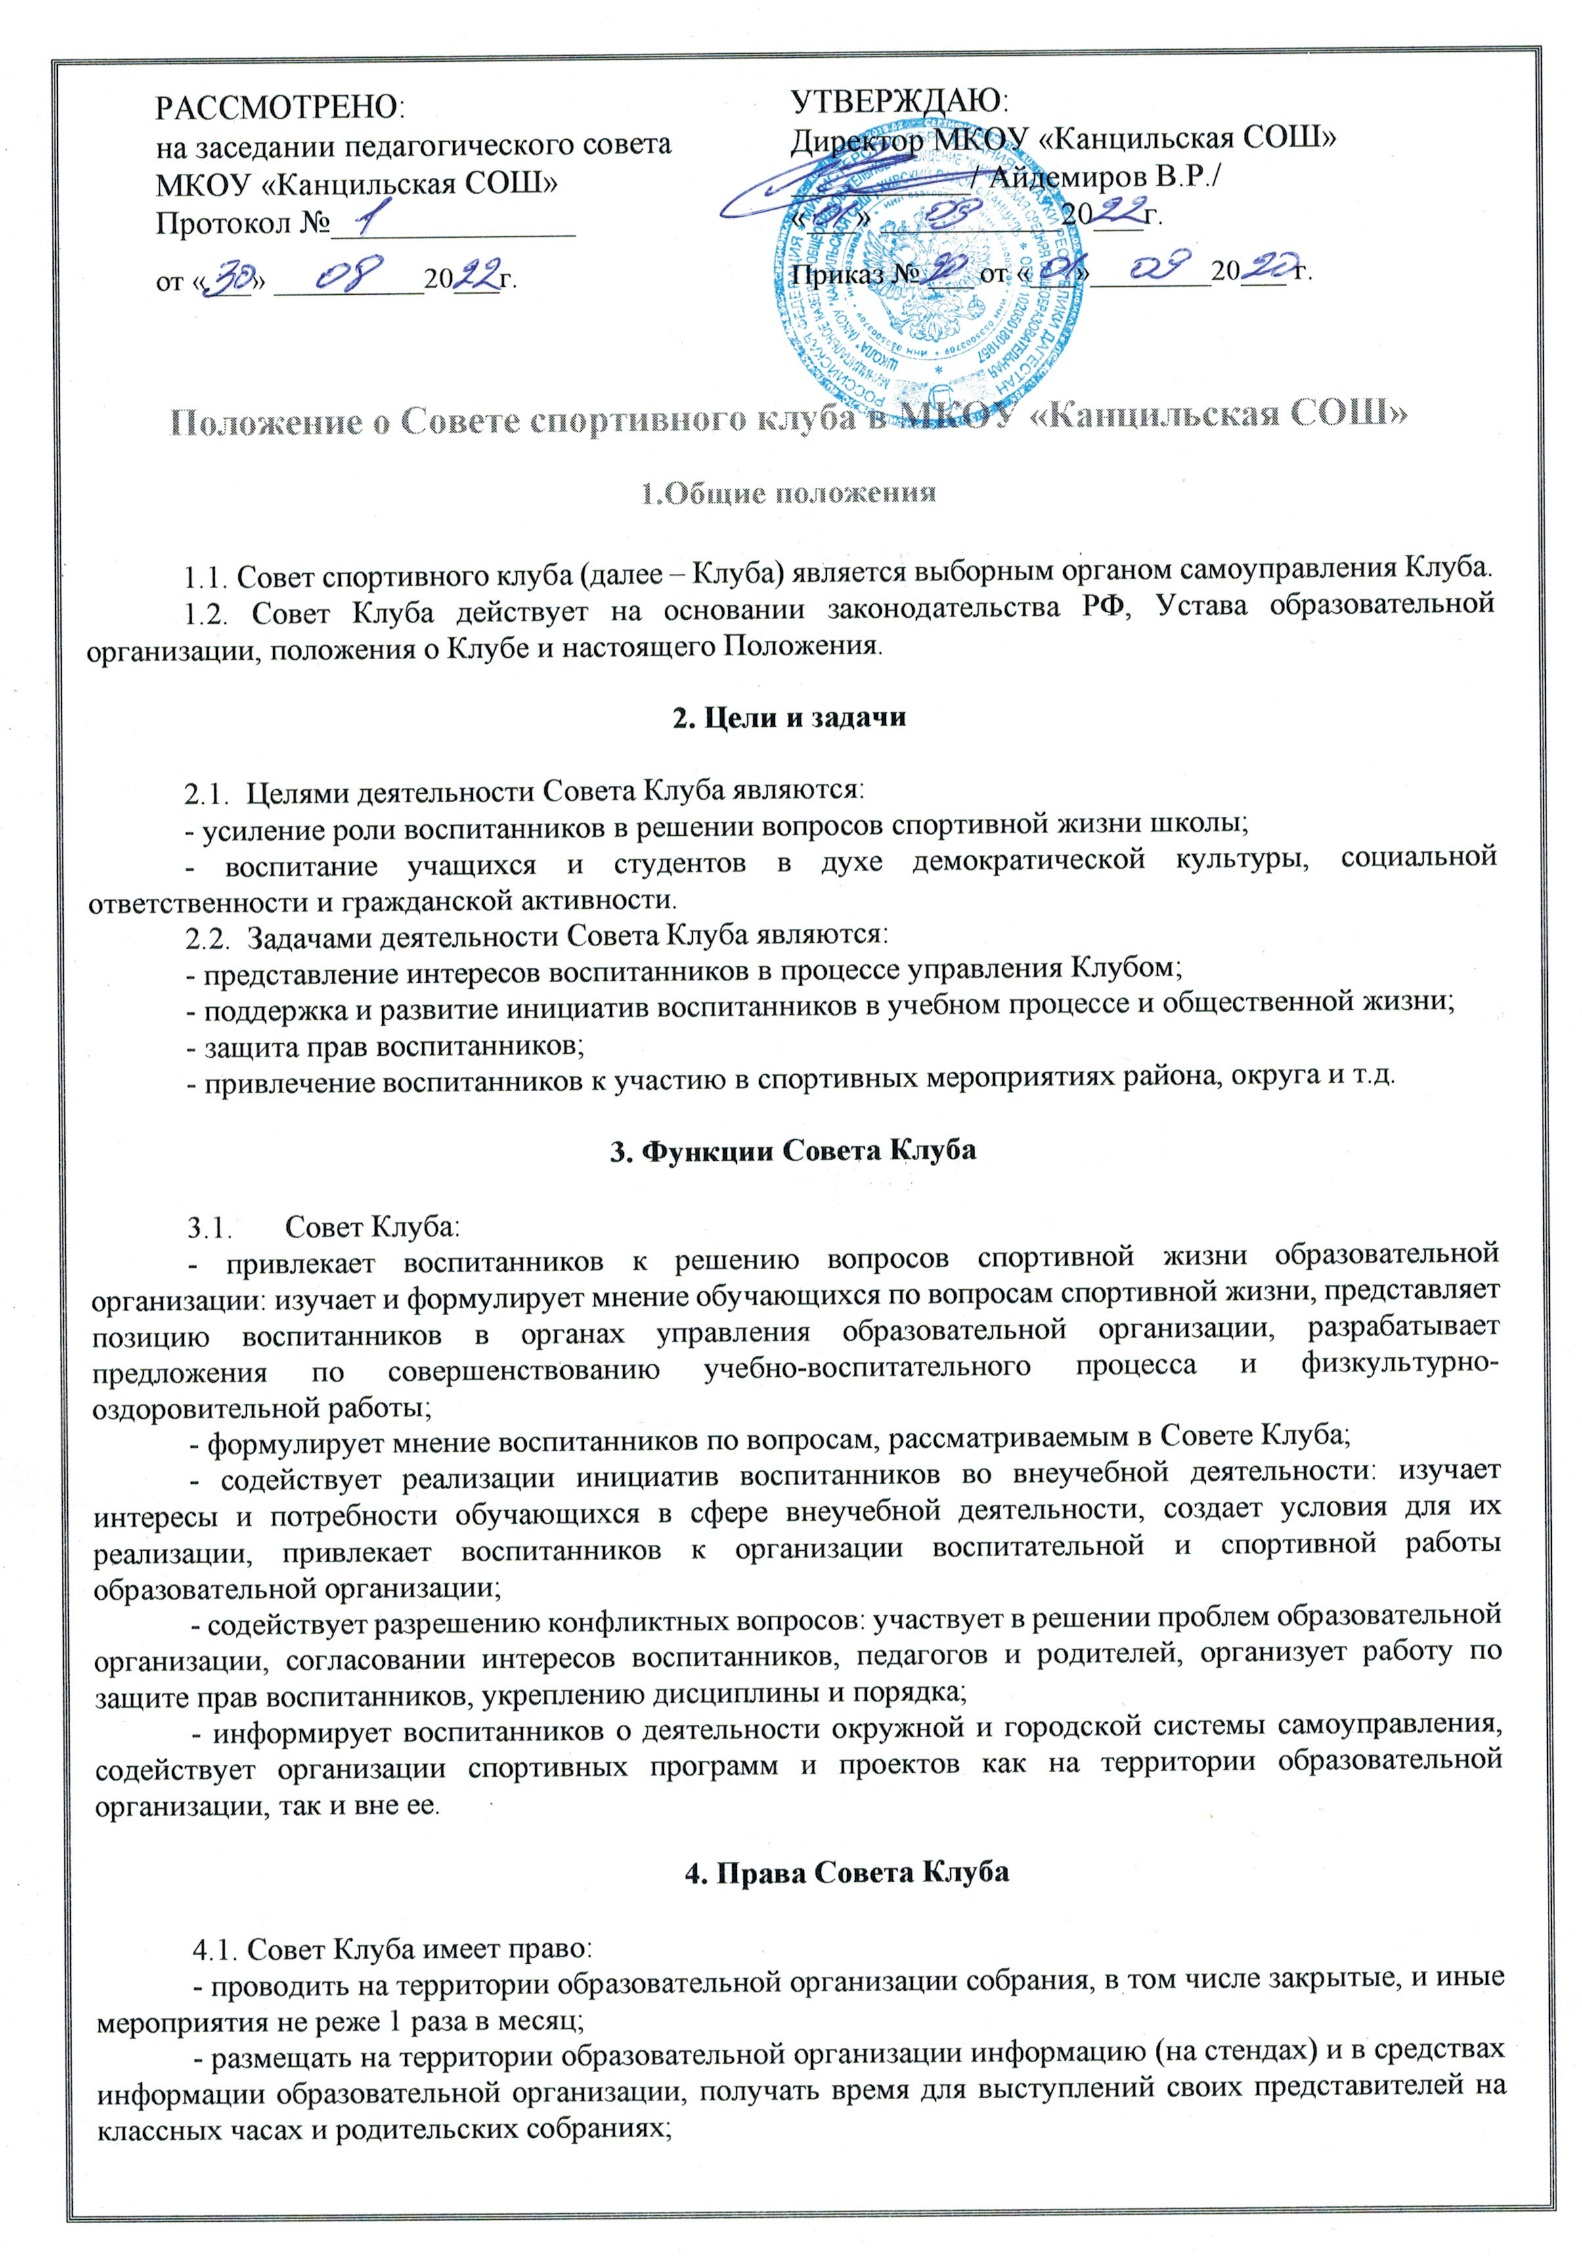 РАССМОТРЕНО:
на заседании педагогического совета
МКОУ «Канцильская СОШ»
Протокол № 1
от «30» 08 2022г.
УТВЕРЖДАЮ:
Директор МКОУ «Канцильская СОШ»
/ Айдемиров В.Р./
«01» 09 2022г.
Приказ № 20 от «01» 09 2020г.
Положение о Совете спортивного клуба в МКОУ «Канцильская СОШ»
1.Общие положения
1.1. Совет спортивного клуба (далее – Клуба) является выборным органом самоуправления Клуба.
1.2. Совет Клуба действует на основании законодательства РФ, Устава образовательной
организации, положения о Клубе и настоящего Положения.
2. Цели и задачи
2.1. Целями деятельности Совета Клуба являются:
- усиление роли воспитанников в решении вопросов спортивной жизни школы;
- воспитание учащихся и студентов в духе демократической культуры, социальной
ответственности и гражданской активности.
2.2. Задачами деятельности Совета Клуба являются:
- представление интересов воспитанников в процессе управления Клубом;
- поддержка и развитие инициатив воспитанников в учебном процессе и общественной жизни;
- защита прав воспитанников;
- привлечение воспитанников к участию в спортивных мероприятиях района, округа и т.д.
3. Функции Совета Клуба
3.1. Совет Клуба:
- привлекает воспитанников к решению вопросов спортивной жизни образовательной
организации: изучает и формулирует мнение обучающихся по вопросам спортивной жизни, представляет
позицию воспитанников в органах управления образовательной организации, разрабатывает
предложения по совершенствованию учебно-воспитательного процесса и физкультурно-
оздоровительной работы;
- формулирует мнение воспитанников по вопросам, рассматриваемым в Совете Клуба;
- содействует реализации инициатив воспитанников во внеучебной деятельности: изучает
интересы и потребности обучающихся в сфере внеучебной деятельности, создает условия для их
реализации, привлекает воспитанников к организации воспитательной и спортивной работы
образовательной организации;
- содействует разрешению конфликтных вопросов: участвует в решении проблем образовательной
организации, согласовании интересов воспитанников, педагогов и родителей, организует работу по
защите прав воспитанников, укреплению дисциплины и порядка;
- информирует воспитанников о деятельности окружной и городской системы самоуправления,
содействует организации спортивных программ и проектов как на территории образовательной
организации, так и вне ее.
4. Права Совета Клуба
4.1. Совет Клуба имеет право:
- проводить на территории образовательной организации собрания, в том числе закрытые, и иные
мероприятия не реже 1 раза в месяц;
- размещать на территории образовательной организации информацию (на стендах) и в средствах
информации образовательной организации, получать время для выступлений своих представителей на
классных часах и родительских собраниях;